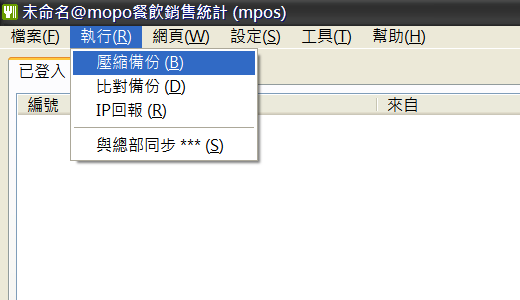 未命名@mopo餐飲銷售統計 (mpos)
檔案(F) 執行(R) 網頁(W) 設定(S) 工具(T) 幫助(H)
已登入
壓縮備份 (B)
比對備份 (D)
編號 來自
IP回報 (R)
與總部同步 *** (S)